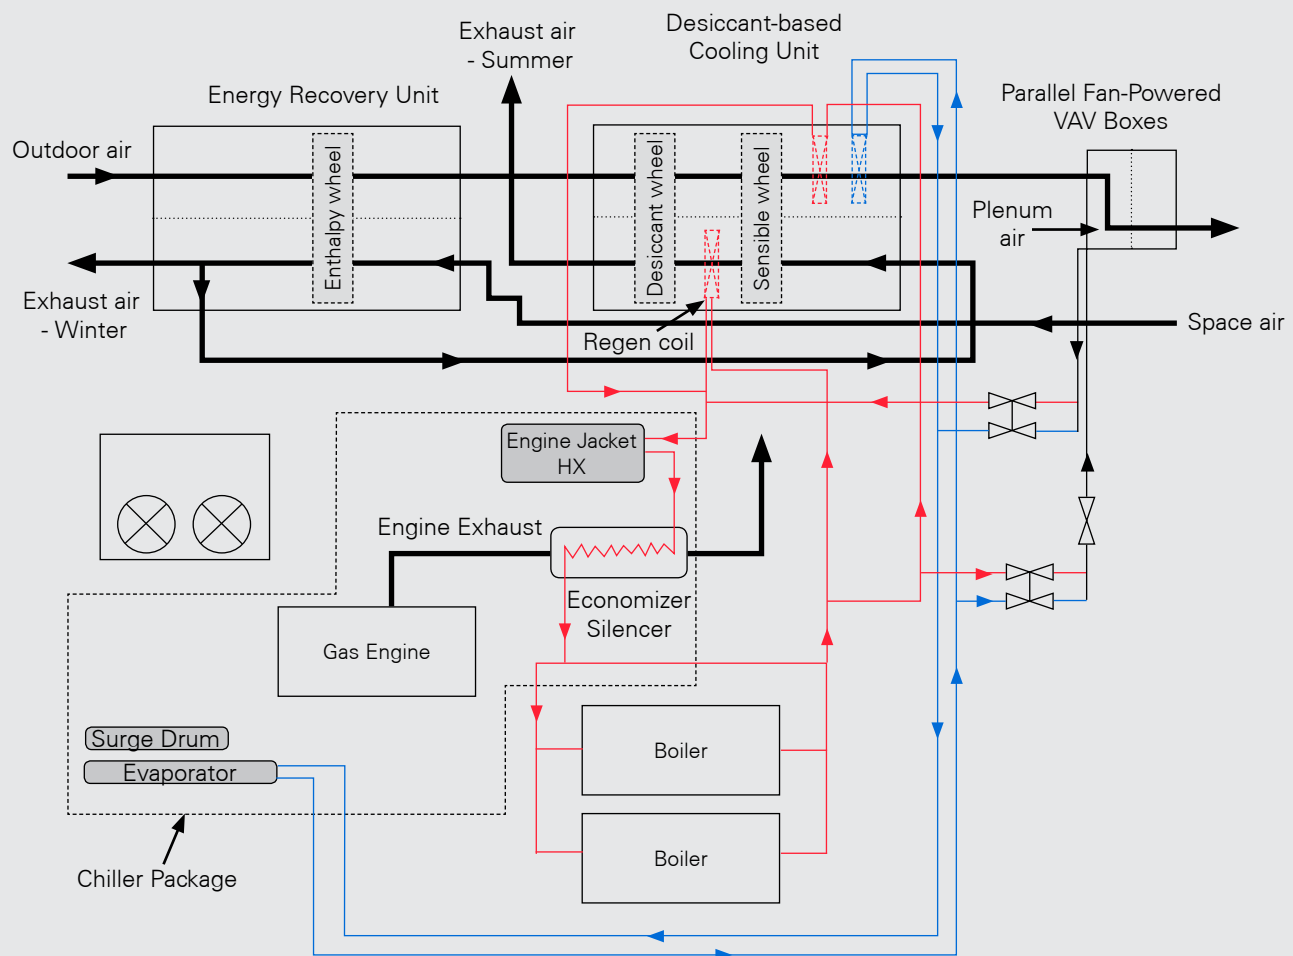 Exhaust air
- Summer
Desiccant-based
Cooling Unit
Energy Recovery Unit
Parallel Fan-Powered
VAV Boxes
Outdoor air
Enthalpy wheel
Desiccant wheel
Sensible wheel
Plenum
air
Exhaust air
- Winter
Regen coil
Space air
Engine Jacket
HX
Engine Exhaust
Economizer
Silencer
Gas Engine
Surge Drum
Evaporator
Boiler
Boiler
Chiller Package